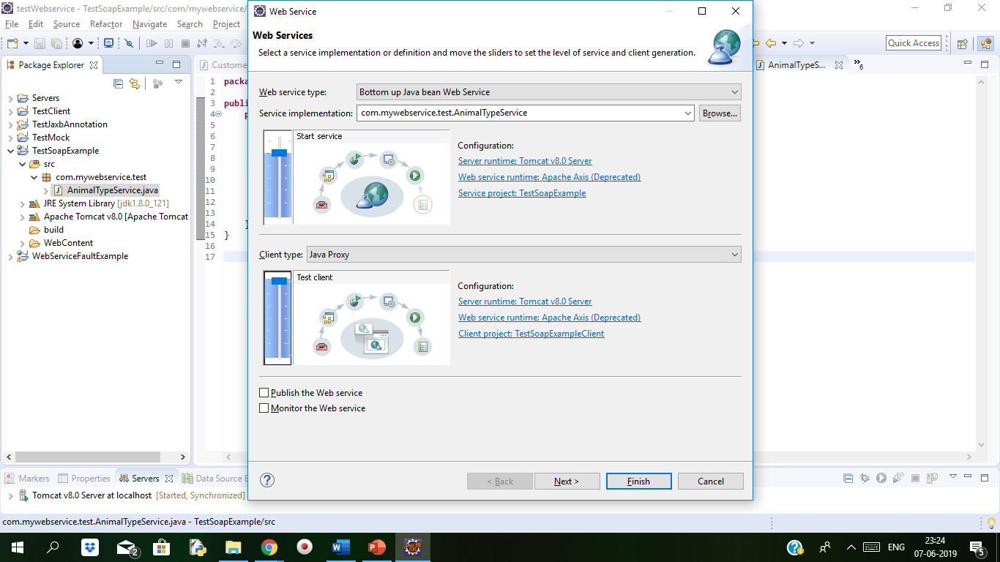 testWebservice - TestSoapExample/src/com/mywebservice/
File Edit Source Refactor Navigate Search Project
Quick Access
Package Explorer
Servers
TestClient
TestJaxbAnnotation
TestMock
TestSoapExample
src
com.mywebservice.test
AnimalTypeService.java
JRE System Library [jdk1.8.0_121]
Apache Tomcat v8.0 [Apache Tomcat
build
WebContent
WebServiceFaultExample
Custome
AnimalTypeS...
6
1 packa
2
3 publi
4 p
5
6
7
8
9
10
11
12
13
14 }
15 }
16
17
Web Service
Web Services
Select a service implementation or definition and move the sliders to set the level of service and client generation.
Web service type: Bottom up Java bean Web Service
Service implementation: com.mywebservice.test.AnimalTypeService Browse...
Start service
Configuration:
Server runtime: Tomcat v8.0 Server
Web service runtime: Apache Axis (Deprecated)
Service project: TestSoapExample
Client type: Java Proxy
Test client
Configuration:
Server runtime: Tomcat v8.0 Server
Web service runtime: Apache Axis (Deprecated)
Client project: TestSoapExampleClient
Publish the Web service
Monitor the Web service
< Back Next > Finish Cancel
Markers Properties Servers Data Source E
Tomcat v8.0 Server at localhost [Started, Synchronized]
com.mywebservice.test.AnimalTypeService.java - TestSoapExample/src
2
ENG
23:24
07-06-2019
5